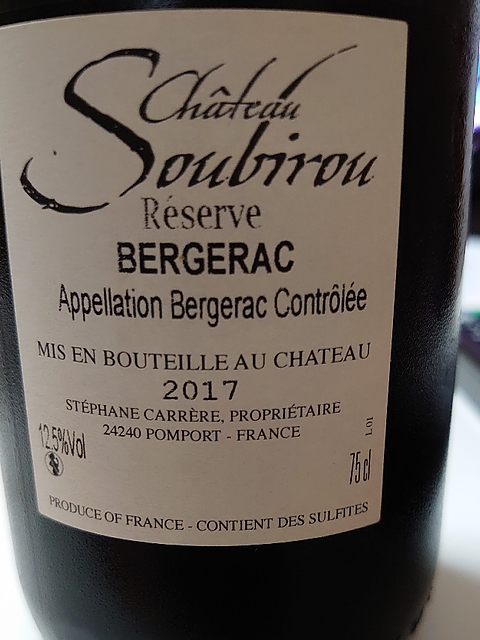 Château
Soubirou
Réserve
BERGERAC
Appellation Bergerac Contrôlée
MIS EN BOUTEILLE AU CHATEAU
2017
STÉPHANE CARRÈRE, PROPRIÉTAIRE
24240 POMPORT - FRANCE
12.5%Vol
75 cl
L.01
PRODUCE OF FRANCE - CONTIENT DES SULFITES